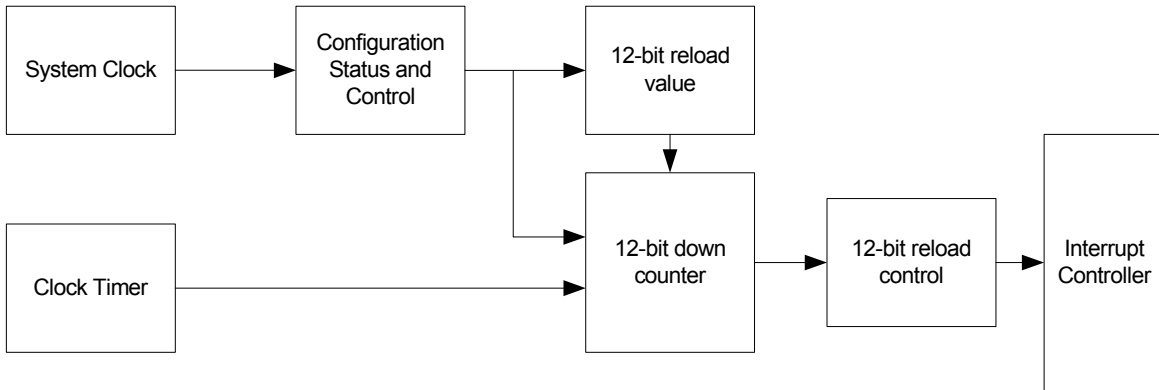 System Clock
Configuration
Status and
Control
12-bit reload
value
Clock Timer
12-bit down
counter
12-bit reload
control
Interrupt
Controller